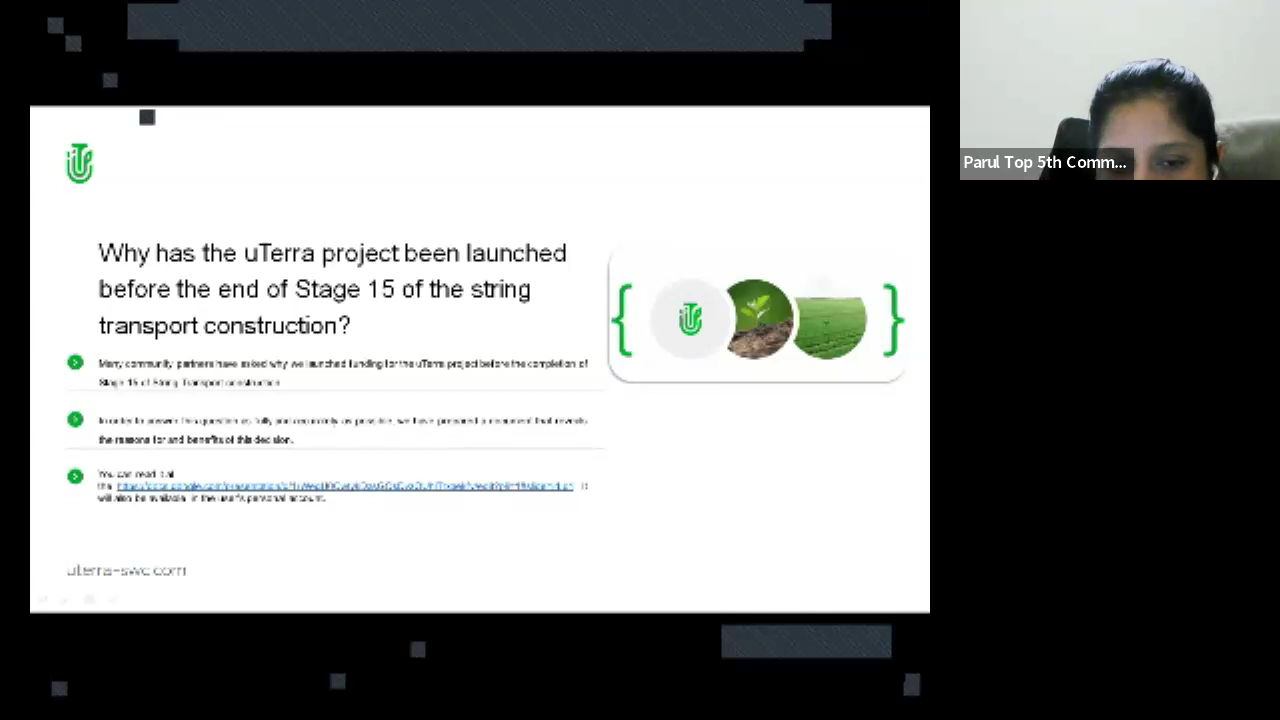 Why has the uTerra project been launched
before the end of Stage 15 of the string
transport construction?
Many community partners have asked why we launched funding for the uTerra project before the completion of
Stage 15 of String Transport construction.
In order to answer this question as fully and accurately as possible, we have prepared a document that reveals
the reasons for and benefits of this decision.
You can read it at
the It
will also be available in the user's personal account.
uterra-swc.com
Parul Top 5th Comm...